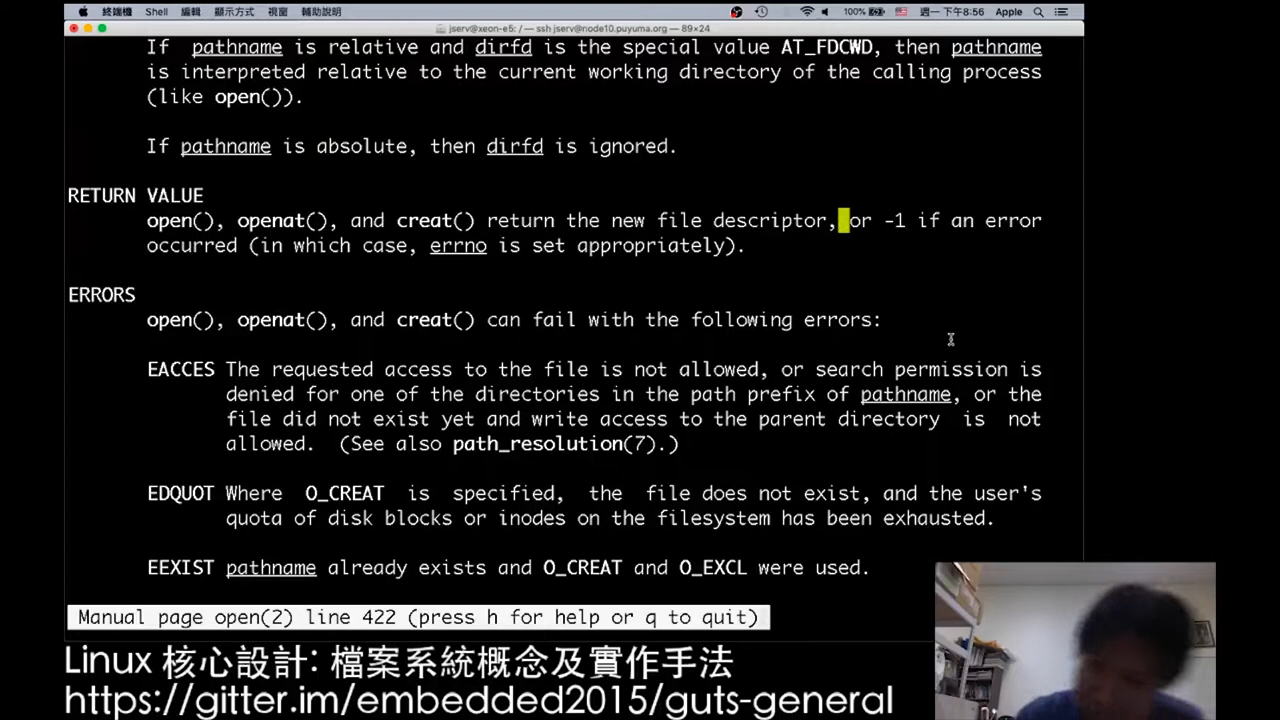 終端機 Shell 編輯 顯示方式 視窗 輔助說明 100% 週一 下午8:56 Apple
jserv@xeon-e5: / — ssh jserv@node10.puyuma.org — 89×24
If pathname is relative and dirfd is the special value AT_FDCWD, then pathname
is interpreted relative to the current working directory of the calling process
(like open()).
If pathname is absolute, then dirfd is ignored.
RETURN VALUE
open(), openat(), and creat() return the new file descriptor, or -1 if an error
occurred (in which case, errno is set appropriately).
ERRORS
open(), openat(), and creat() can fail with the following errors:
EACCES The requested access to the file is not allowed, or search permission is
denied for one of the directories in the path prefix of pathname, or the
file did not exist yet and write access to the parent directory is not
allowed. (See also path_resolution(7).)
EDQUOT Where O_CREAT is specified, the file does not exist, and the user's
quota of disk blocks or inodes on the filesystem has been exhausted.
EEXIST pathname already exists and O_CREAT and O_EXCL were used.
Manual page open(2) line 422 (press h for help or q to quit)
Linux 核心設計: 檔案系統概念及實作手法
https://gitter.im/embedded2015/guts-general